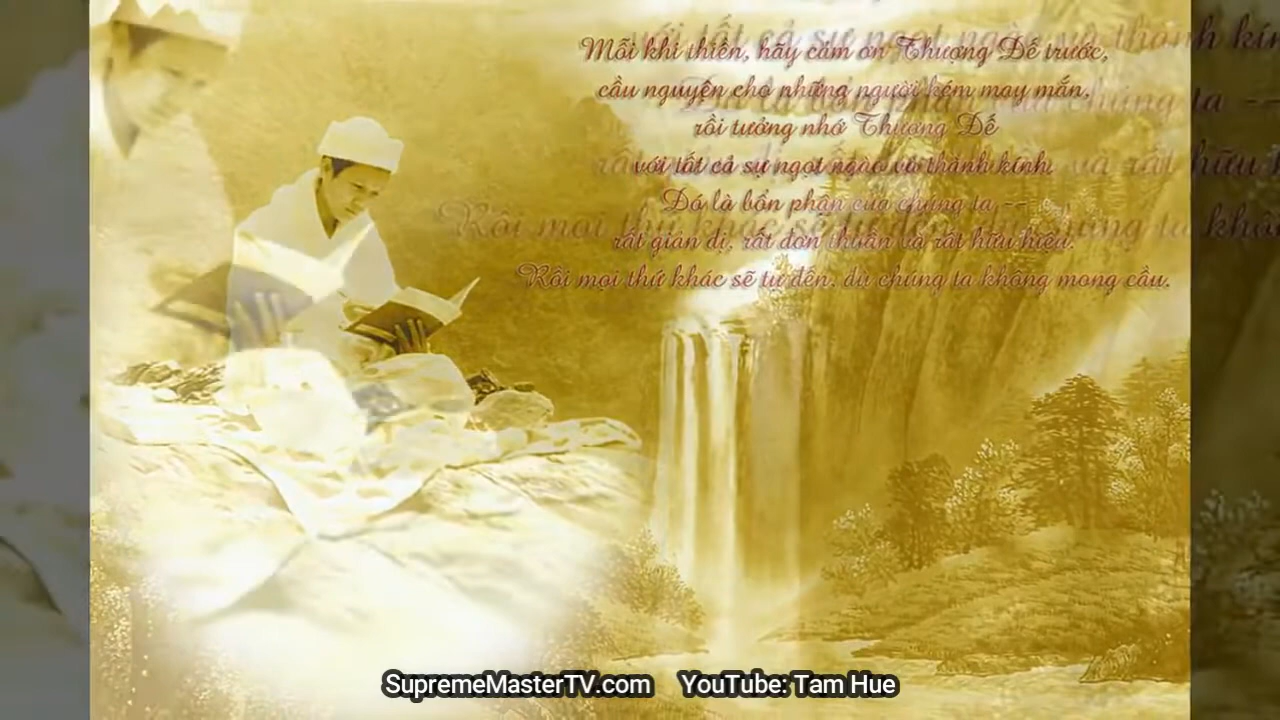 Mỗi khi thiền, hãy cám ơn Thượng Đế trước,
cầu nguyện cho những người kém may mắn,
rồi tưởng nhớ Thượng Đế
với tất cả sự ngọt ngào và thành kính.
Đó là bổn phận của chúng ta --
rất giản dị, rất đơn thuần và rất hữu hiệu.
Rồi mọi thứ khác sẽ tự đến, dù chúng ta không mong cầu.
SupremeMasterTV.com YouTube: Tam Hue